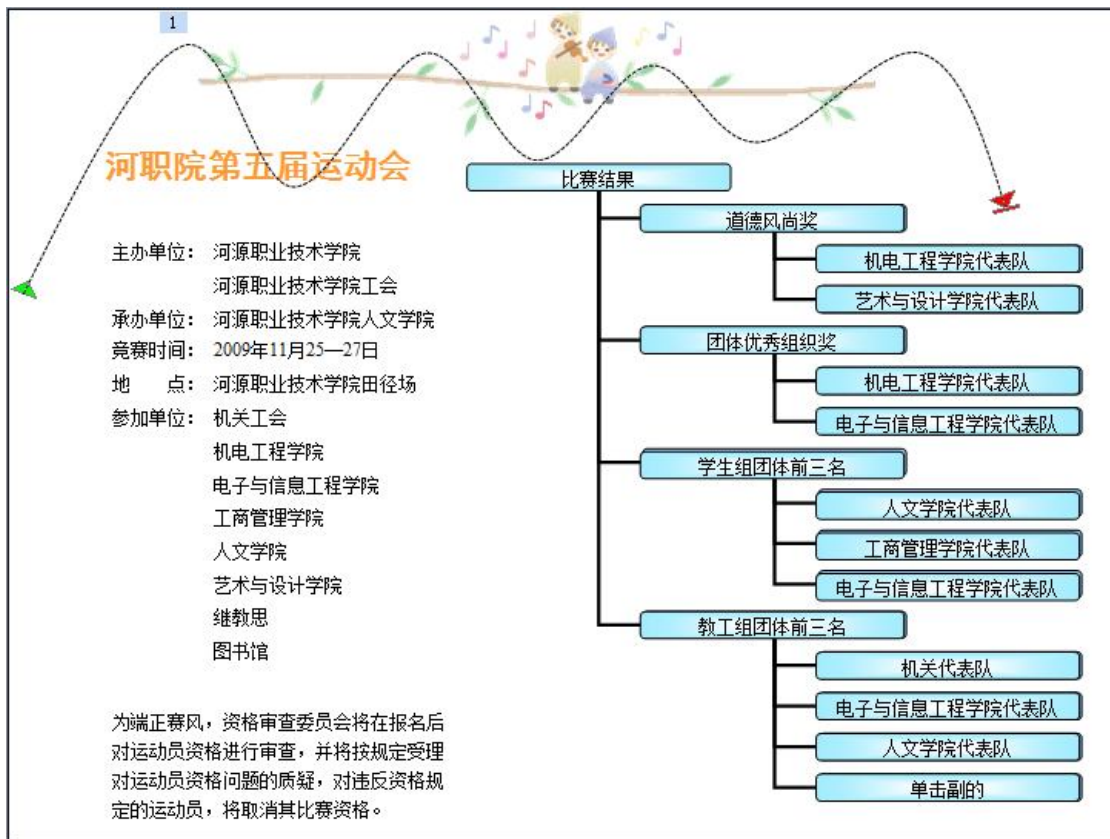 1
河职院第五届运动会
主办单位： 河源职业技术学院
河源职业技术学院工会
承办单位： 河源职业技术学院人文学院
竞赛时间： 2009年11月25—27日
地　　点： 河源职业技术学院田径场
参加单位： 机关工会
机电工程学院
电子与信息工程学院
工商管理学院
人文学院
艺术与设计学院
继教思
图书馆
为端正赛风，资格审查委员会将在报名后
对运动员资格进行审查，并将按规定受理
对运动员资格问题的质疑，对违反资格规
定的运动员，将取消其比赛资格。
比赛结果
道德风尚奖
机电工程学院代表队
艺术与设计学院代表队
团体优秀组织奖
机电工程学院代表队
电子与信息工程学院代表队
学生组团体前三名
人文学院代表队
工商管理学院代表队
电子与信息工程学院代表队
教工组团体前三名
机关代表队
电子与信息工程学院代表队
人文学院代表队
单击副的